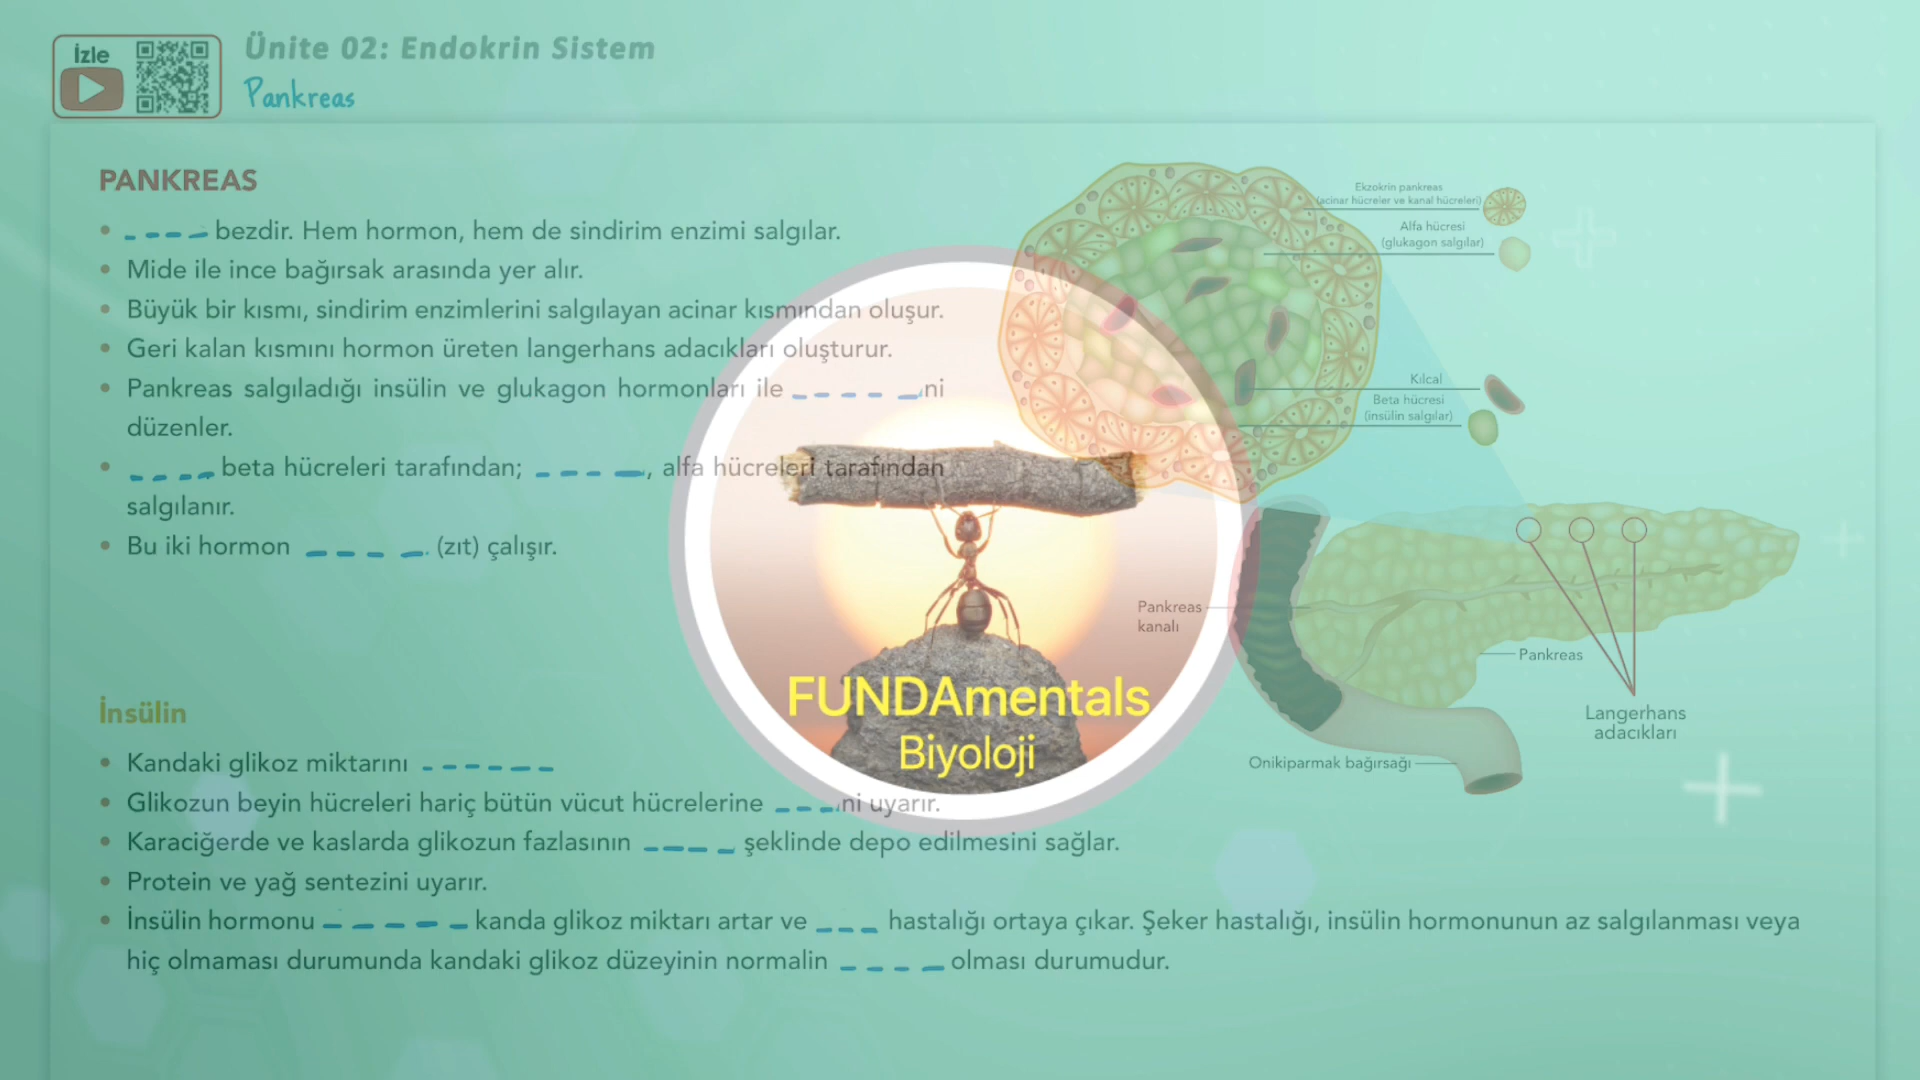 İzle
Ünite 02: Endokrin Sistem
Pankreas
PANKREAS
• _ _ _ _ bezdir. Hem hormon, hem de sindirim enzimi salgılar.
• Mide ile ince bağırsak arasında yer alır.
• Büyük bir kısmı, sindirim enzimlerini salgılayan acinar kısmından oluşur.
• Geri kalan kısmını hormon üreten langerhans adacıkları oluşturur.
• Pankreas salgıladığı insülin ve glukagon hormonları ile _ _ _ _ _ ni
düzenler.
• _ _ _ _ beta hücreleri tarafından; _ _ _ _, alfa hücreleri tarafından
salgılanır.
• Bu iki hormon _ _ _ _ (zıt) çalışır.
İnsülin
• Kandaki glikoz miktarını _ _ _ _ _ _
• Glikozun beyin hücreleri hariç bütün vücut hücrelerine _ _ _ ni uyarır.
• Karaciğerde ve kaslarda glikozun fazlasının _ _ _ _ şeklinde depo edilmesini sağlar.
• Protein ve yağ sentezini uyarır.
• İnsülin hormonu _ _ _ _ _ kanda glikoz miktarı artar ve _ _ _ hastalığı ortaya çıkar. Şeker hastalığı, insülin hormonunun az salgılanması veya
hiç olmaması durumunda kandaki glikoz düzeyinin normalin _ _ _ _ olması durumudur.
Ekzokrin pankreas
(acinar hücreler ve kanal hücreleri)
Alfa hücresi
(glukagon salgılar)
Kılcal
Beta hücresi
(insülin salgılar)
Pankreas
kanalı
Pankreas
Langerhans
adacıkları
Onikiparmak bağırsağı
FUNDAmentals
Biyoloji